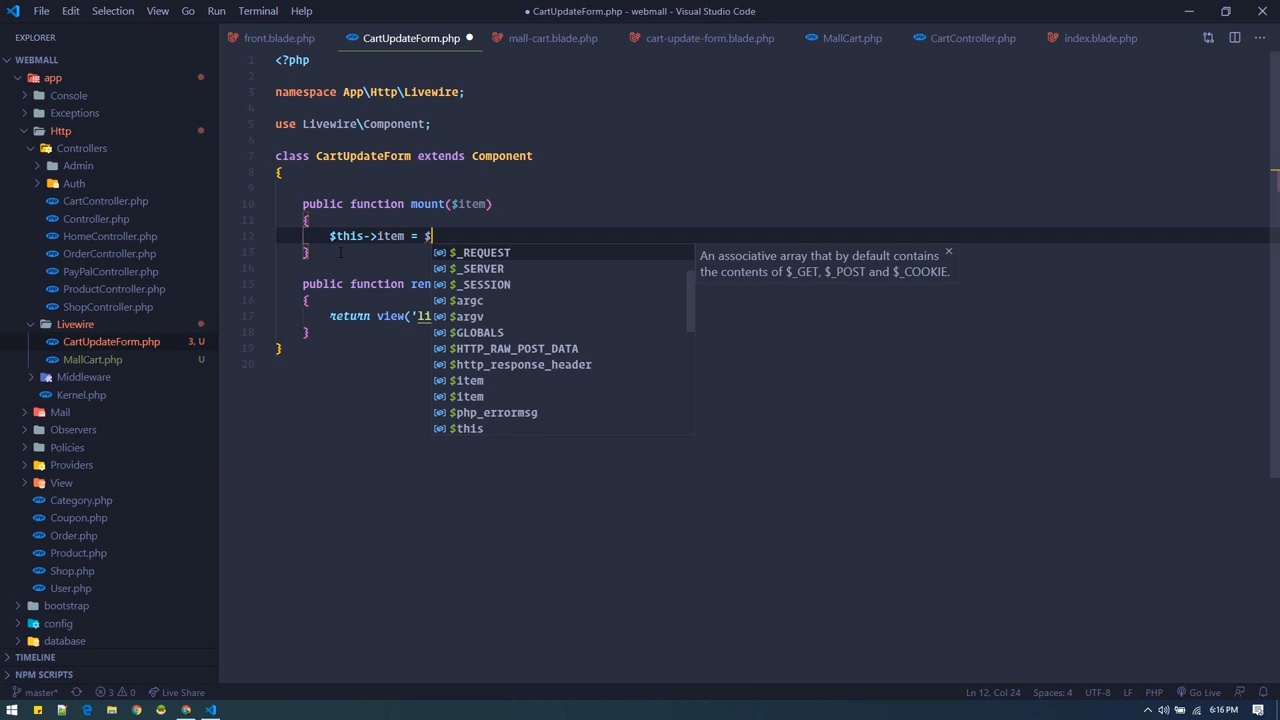 File Edit Selection View Go Run Terminal Help
● CartUpdateForm.php - webmall - Visual Studio Code
EXPLORER
front.blade.php CartUpdateForm.php ● mall-cart.blade.php cart-update-form.blade.php MallCart.php CartController.php index.blade.php
WEBMALL
app
Console
Exceptions
Http
Controllers
Admin
Auth
CartController.php
Controller.php
HomeController.php
OrderController.php
PayPalController.php
ProductController.php
ShopController.php
Livewire
CartUpdateForm.php 3, U
MallCart.php U
Middleware
Kernel.php
Mail
Observers
Policies
Providers
View
Category.php
Coupon.php
Order.php
Product.php
Shop.php
User.php
bootstrap
config
database
TIMELINE
NPM SCRIPTS
1 <?php
2
3 namespace App\Http\Livewire;
4
5 use Livewire\Component;
6
7 class CartUpdateForm extends Component
8 {
9
10 public function mount($item)
11 {
12 $this->item = $
13 }
14
15 public function ren
16 {
17 return view('li
18 }
19 }
20
$_REQUEST
$_SERVER
$_SESSION
$argc
$argv
$GLOBALS
$HTTP_RAW_POST_DATA
$http_response_header
$item
$item
$php_errormsg
$this
An associative array that by default contains
the contents of $_GET, $_POST and $_COOKIE.
master* 3 0 Live Share Ln 12, Col 24 Spaces: 4 UTF-8 LF PHP Go Live
6:16 PM